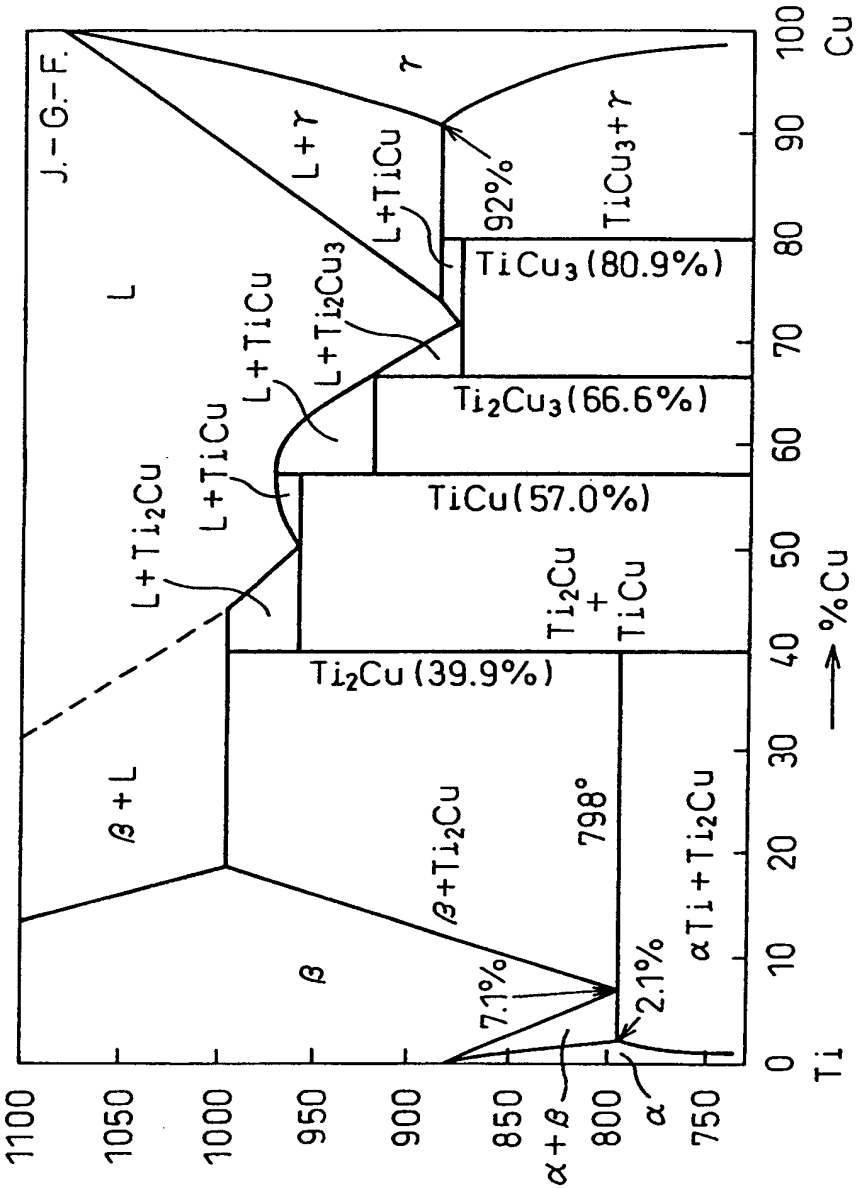 J.-G.-F.
L
L+γ
γ
L+TiCu
L+Ti₂Cu₃
L+TiCu
L+TiCu
L+Ti₂Cu
β+L
92%
TiCu₃+γ
TiCu₃(80.9%)
Ti₂Cu₃(66.6%)
TiCu(57.0%)
Ti₂Cu
+
TiCu
Ti₂Cu(39.9%)
β
β+Ti₂Cu
798°
αTi+Ti₂Cu
7.1%
2.1%
α+β
α
1100
1050
1000
950
900
850
800
750
0 10 20 30 40 50 60 70 80 90 100
Ti → %Cu Cu